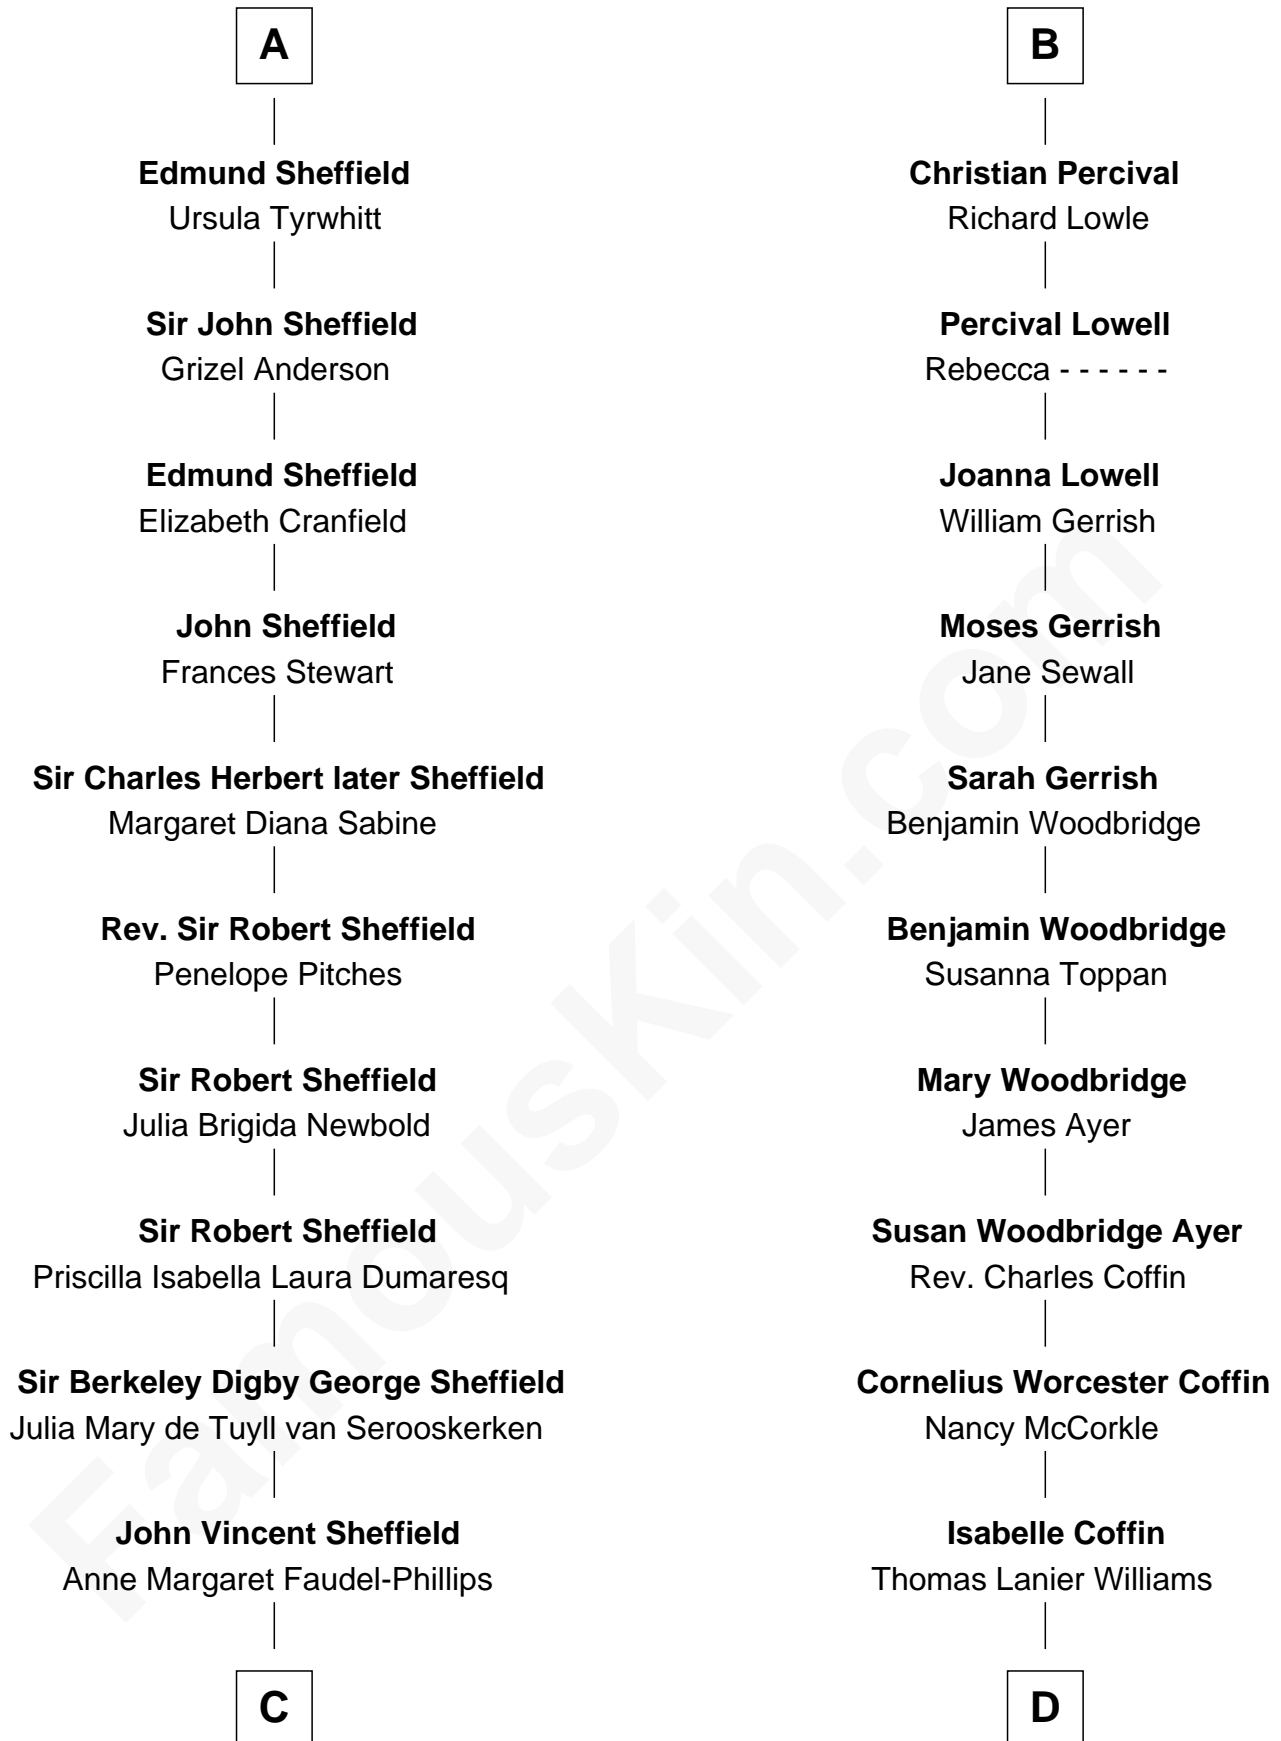 A
Edmund Sheffield
Ursula Tyrwhitt
Sir John Sheffield
Grizel Anderson
Edmund Sheffield
Elizabeth Cranfield
John Sheffield
Frances Stewart
Sir Charles Herbert later Sheffield
Margaret Diana Sabine
Rev. Sir Robert Sheffield
Penelope Pitches
Sir Robert Sheffield
Julia Brigida Newbold
Sir Robert Sheffield
Priscilla Isabella Laura Dumaresq
Sir Berkeley Digby George Sheffield
Julia Mary de Tuyll van Serooskerken
John Vincent Sheffield
Anne Margaret Faudel-Phillips
C
B
Christian Percival
Richard Lowle
Percival Lowell
Rebecca - - - - - -
Joanna Lowell
William Gerrish
Moses Gerrish
Jane Sewall
Sarah Gerrish
Benjamin Woodbridge
Benjamin Woodbridge
Susanna Toppan
Mary Woodbridge
James Ayer
Susan Woodbridge Ayer
Rev. Charles Coffin
Cornelius Worcester Coffin
Nancy McCorkle
Isabelle Coffin
Thomas Lanier Williams
D
FamousKin.com